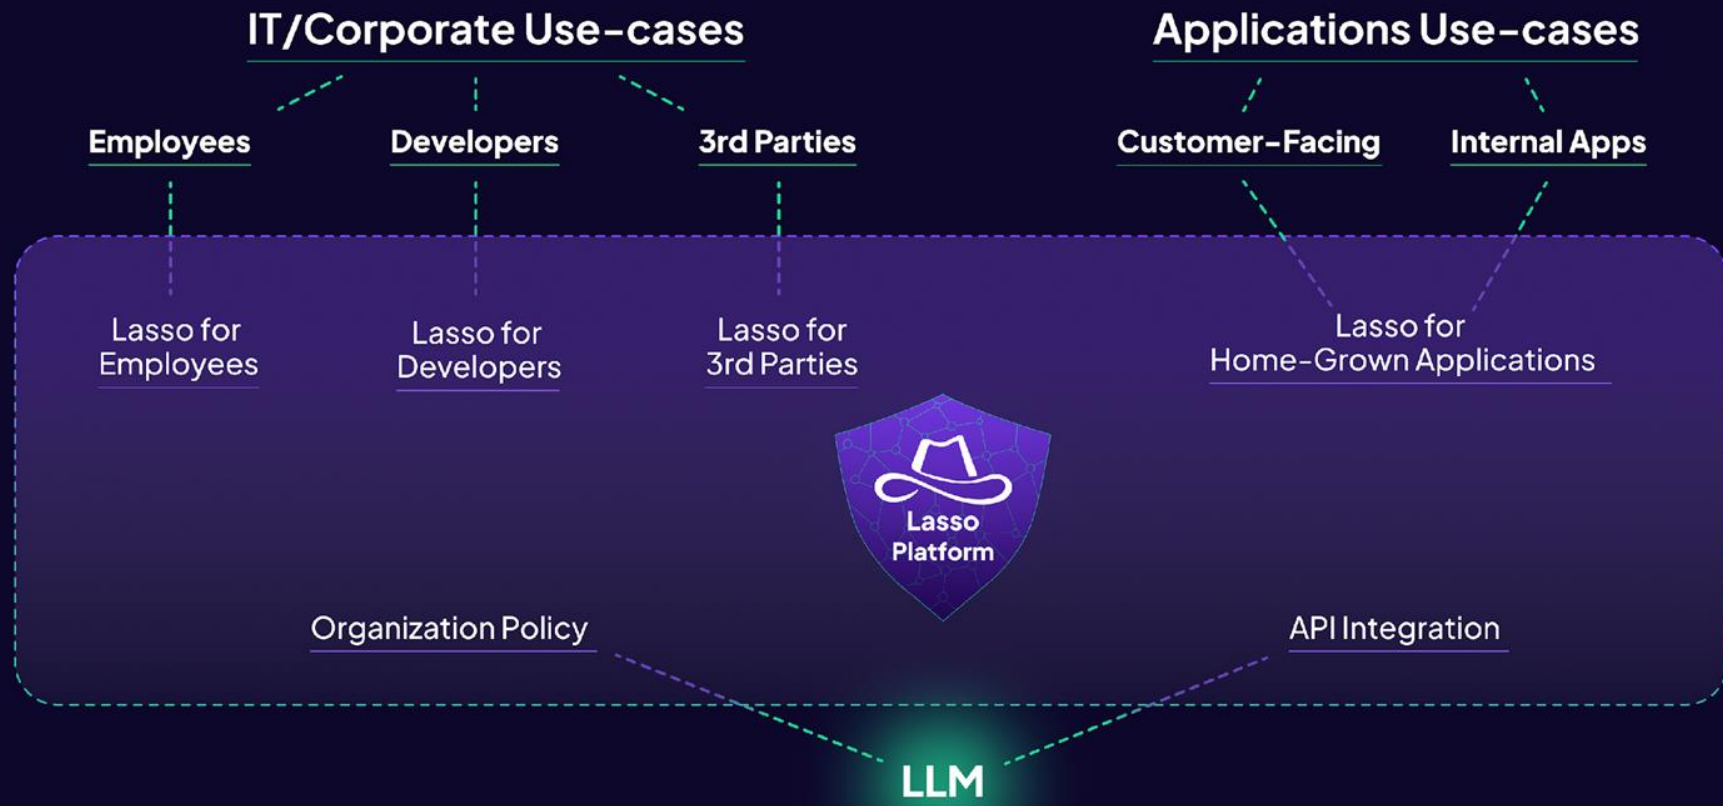 IT/Corporate Use-cases
Applications Use-cases
Employees
Developers
3rd Parties
Customer-Facing
Internal Apps
Lasso for
Employees
Lasso for
Developers
Lasso for
3rd Parties
Lasso for
Home-Grown Applications
Lasso
Platform
Organization Policy
API Integration
LLM